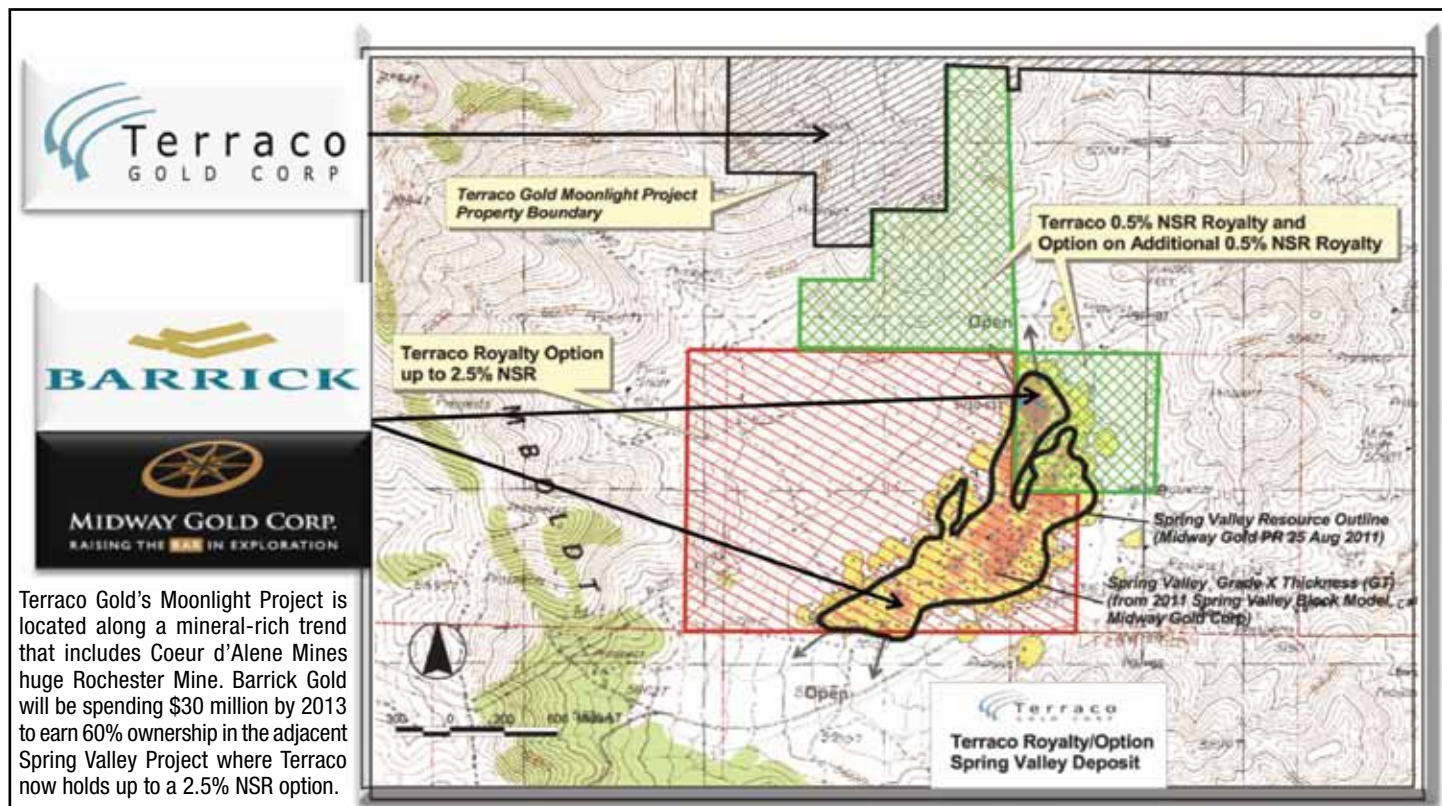 Terraco
GOLD CORP
BARRICK
MIDWAY GOLD CORP.
RAISING THE BAR IN EXPLORATION
Terraco Gold’s Moonlight Project is
located along a mineral-rich trend
that includes Coeur d’Alene Mines
huge Rochester Mine. Barrick Gold
will be spending $30 million by 2013
to earn 60% ownership in the adjacent
Spring Valley Project where Terraco
now holds up to a 2.5% NSR option.
Terraco Gold Moonlight Project
Property Boundary
Terraco 0.5% NSR Royalty and
Option on Additional 0.5% NSR Royalty
Open
Terraco Royalty Option
up to 2.5% NSR
M B O L D T
Spring Valley Resource Outline
(Midway Gold PR 25 Aug 2011)
Spring Valley Grade X Thickness (GT)
(from 2011 Spring Valley Block Model,
Midway Gold Corp)
Open
300 0 300 600
Terraco
GOLD CORP
Terraco Royalty/Option
Spring Valley Deposit